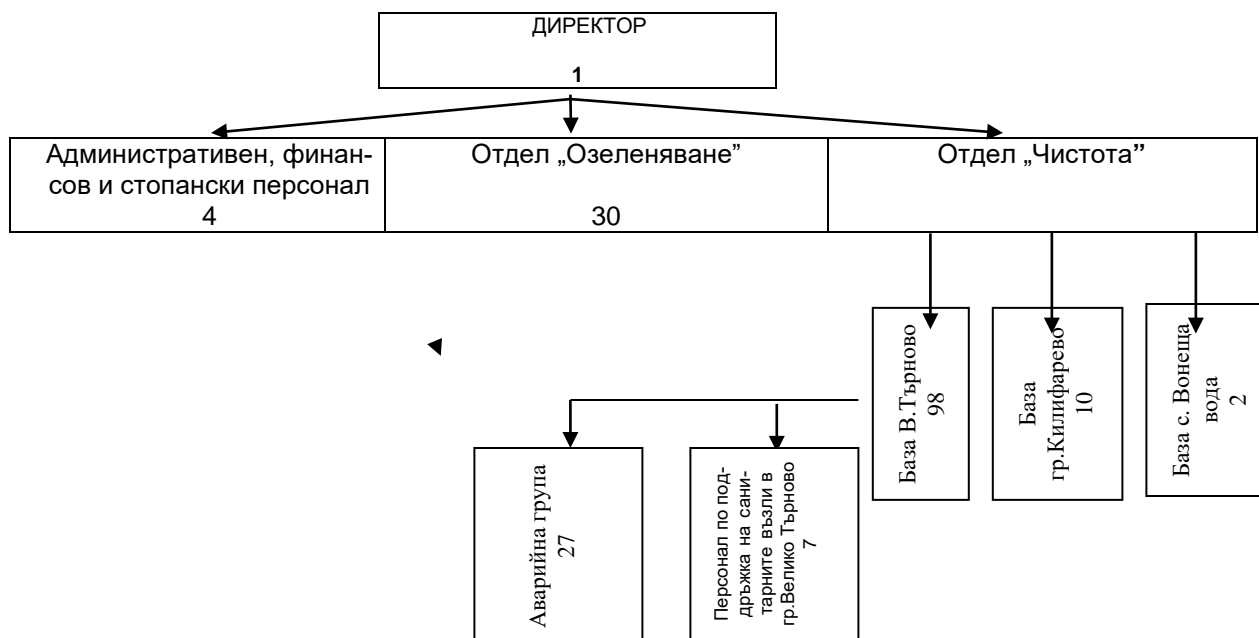 ДИРЕКТОР
1
Административен, финан-
сов и стопански персонал
4
Отдел „Озеленяване”
30
Отдел „Чистота”
База В.Търново
98
База
гр.Килифарево
10
База с. Вонеща
вода
2
Аварийна група
27
Персонал по под-
дръжка на сани-
тарните възли в
гр.Велико Търново
7